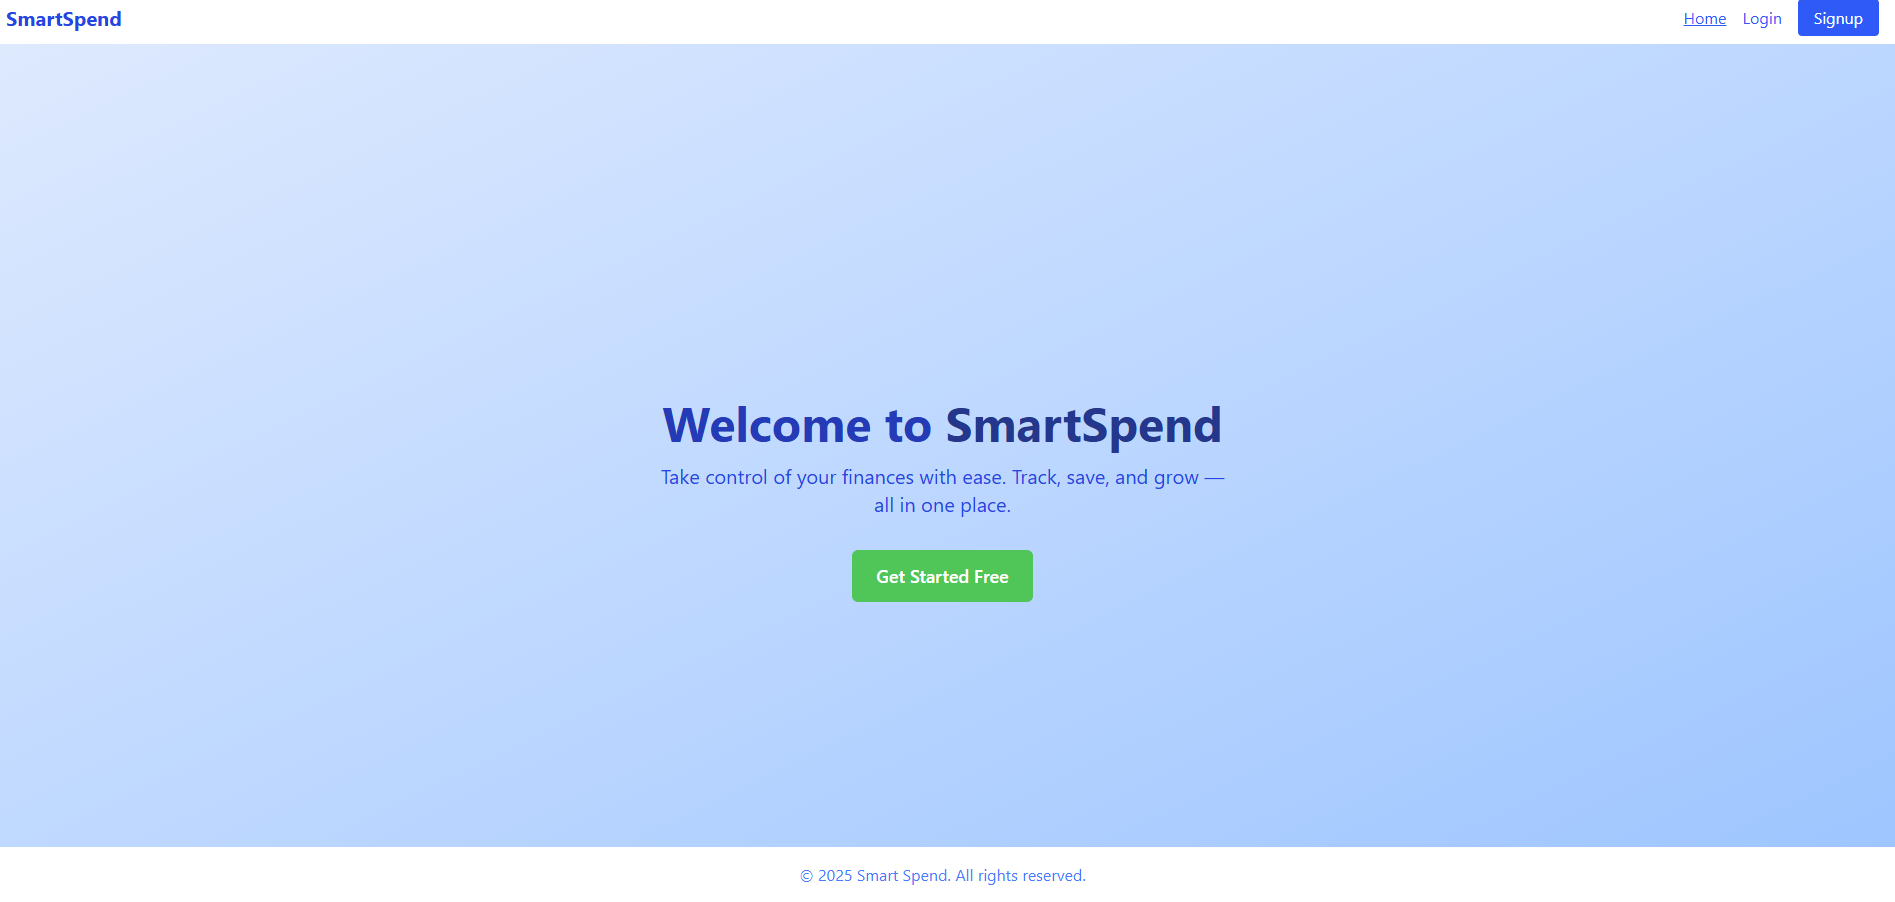 SmartSpend
Home Login Signup
Welcome to SmartSpend
Take control of your finances with ease. Track, save, and grow —
all in one place.
Get Started Free
© 2025 Smart Spend. All rights reserved.